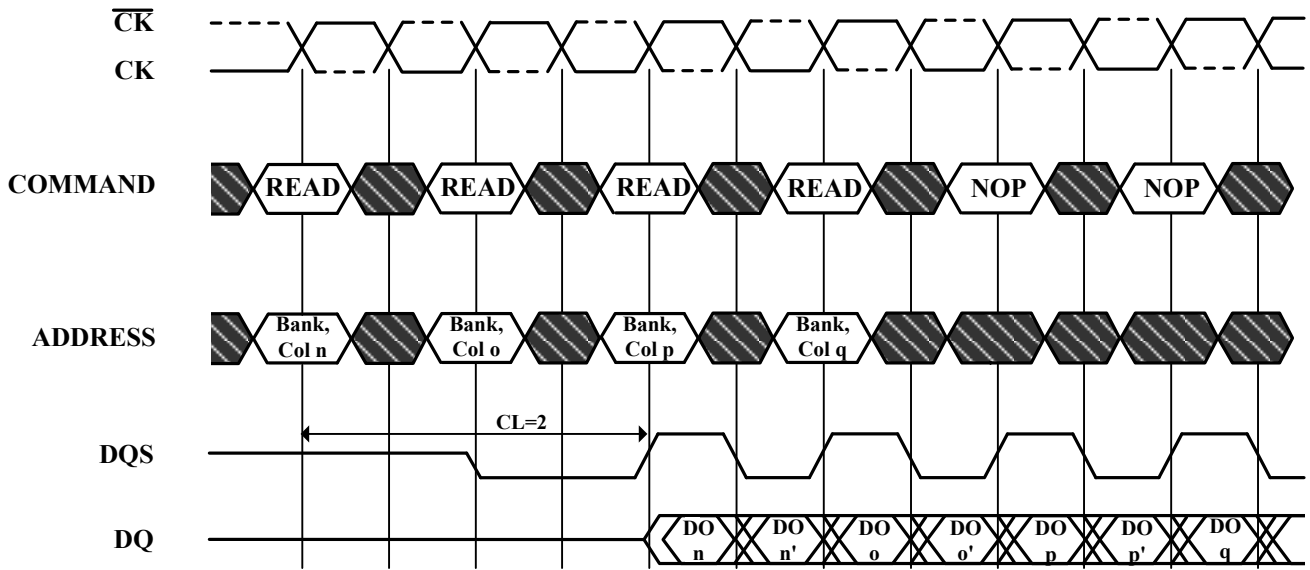 CK
CK
COMMAND
READ READ READ READ NOP NOP
ADDRESS
Bank, Bank, Bank, Bank,
Col n Col o Col p Col q
CL=2
DQS
DQ
DO DO DO DO DO DO DO
n n' o o' p p' q